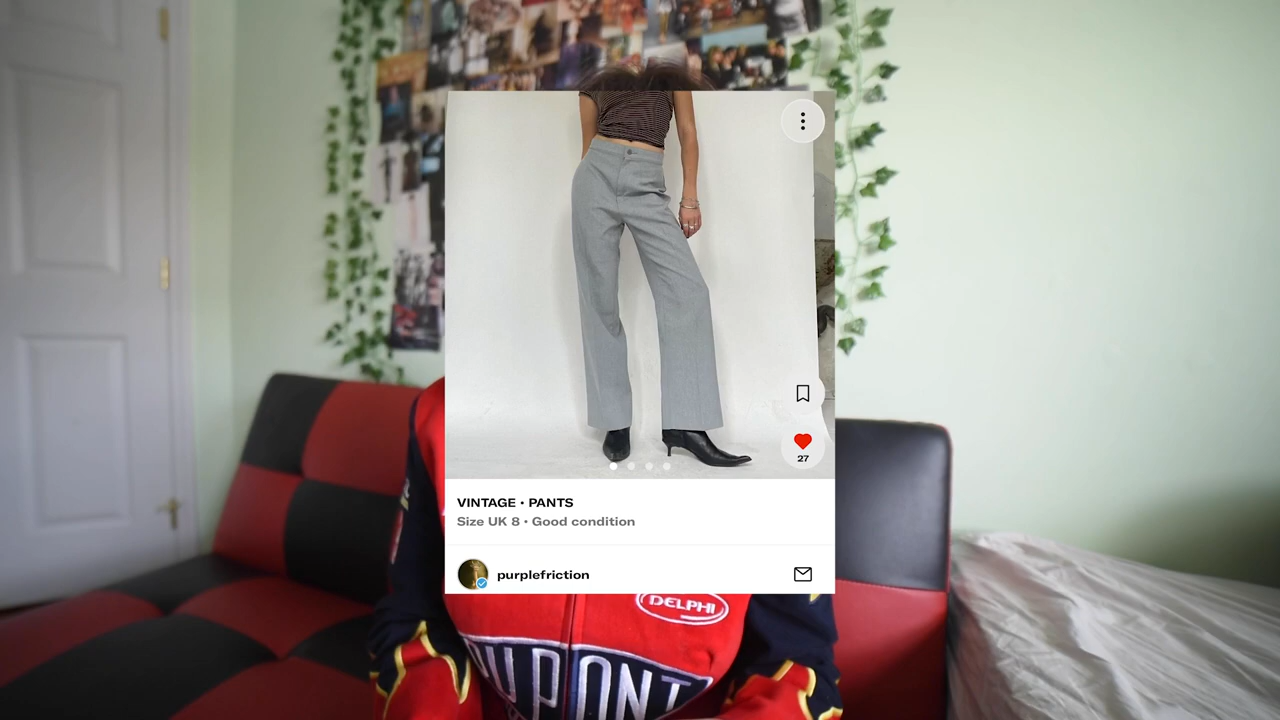 27
VINTAGE • PANTS
Size UK 8 • Good condition
purplefriction
DELPHI
DUPONT